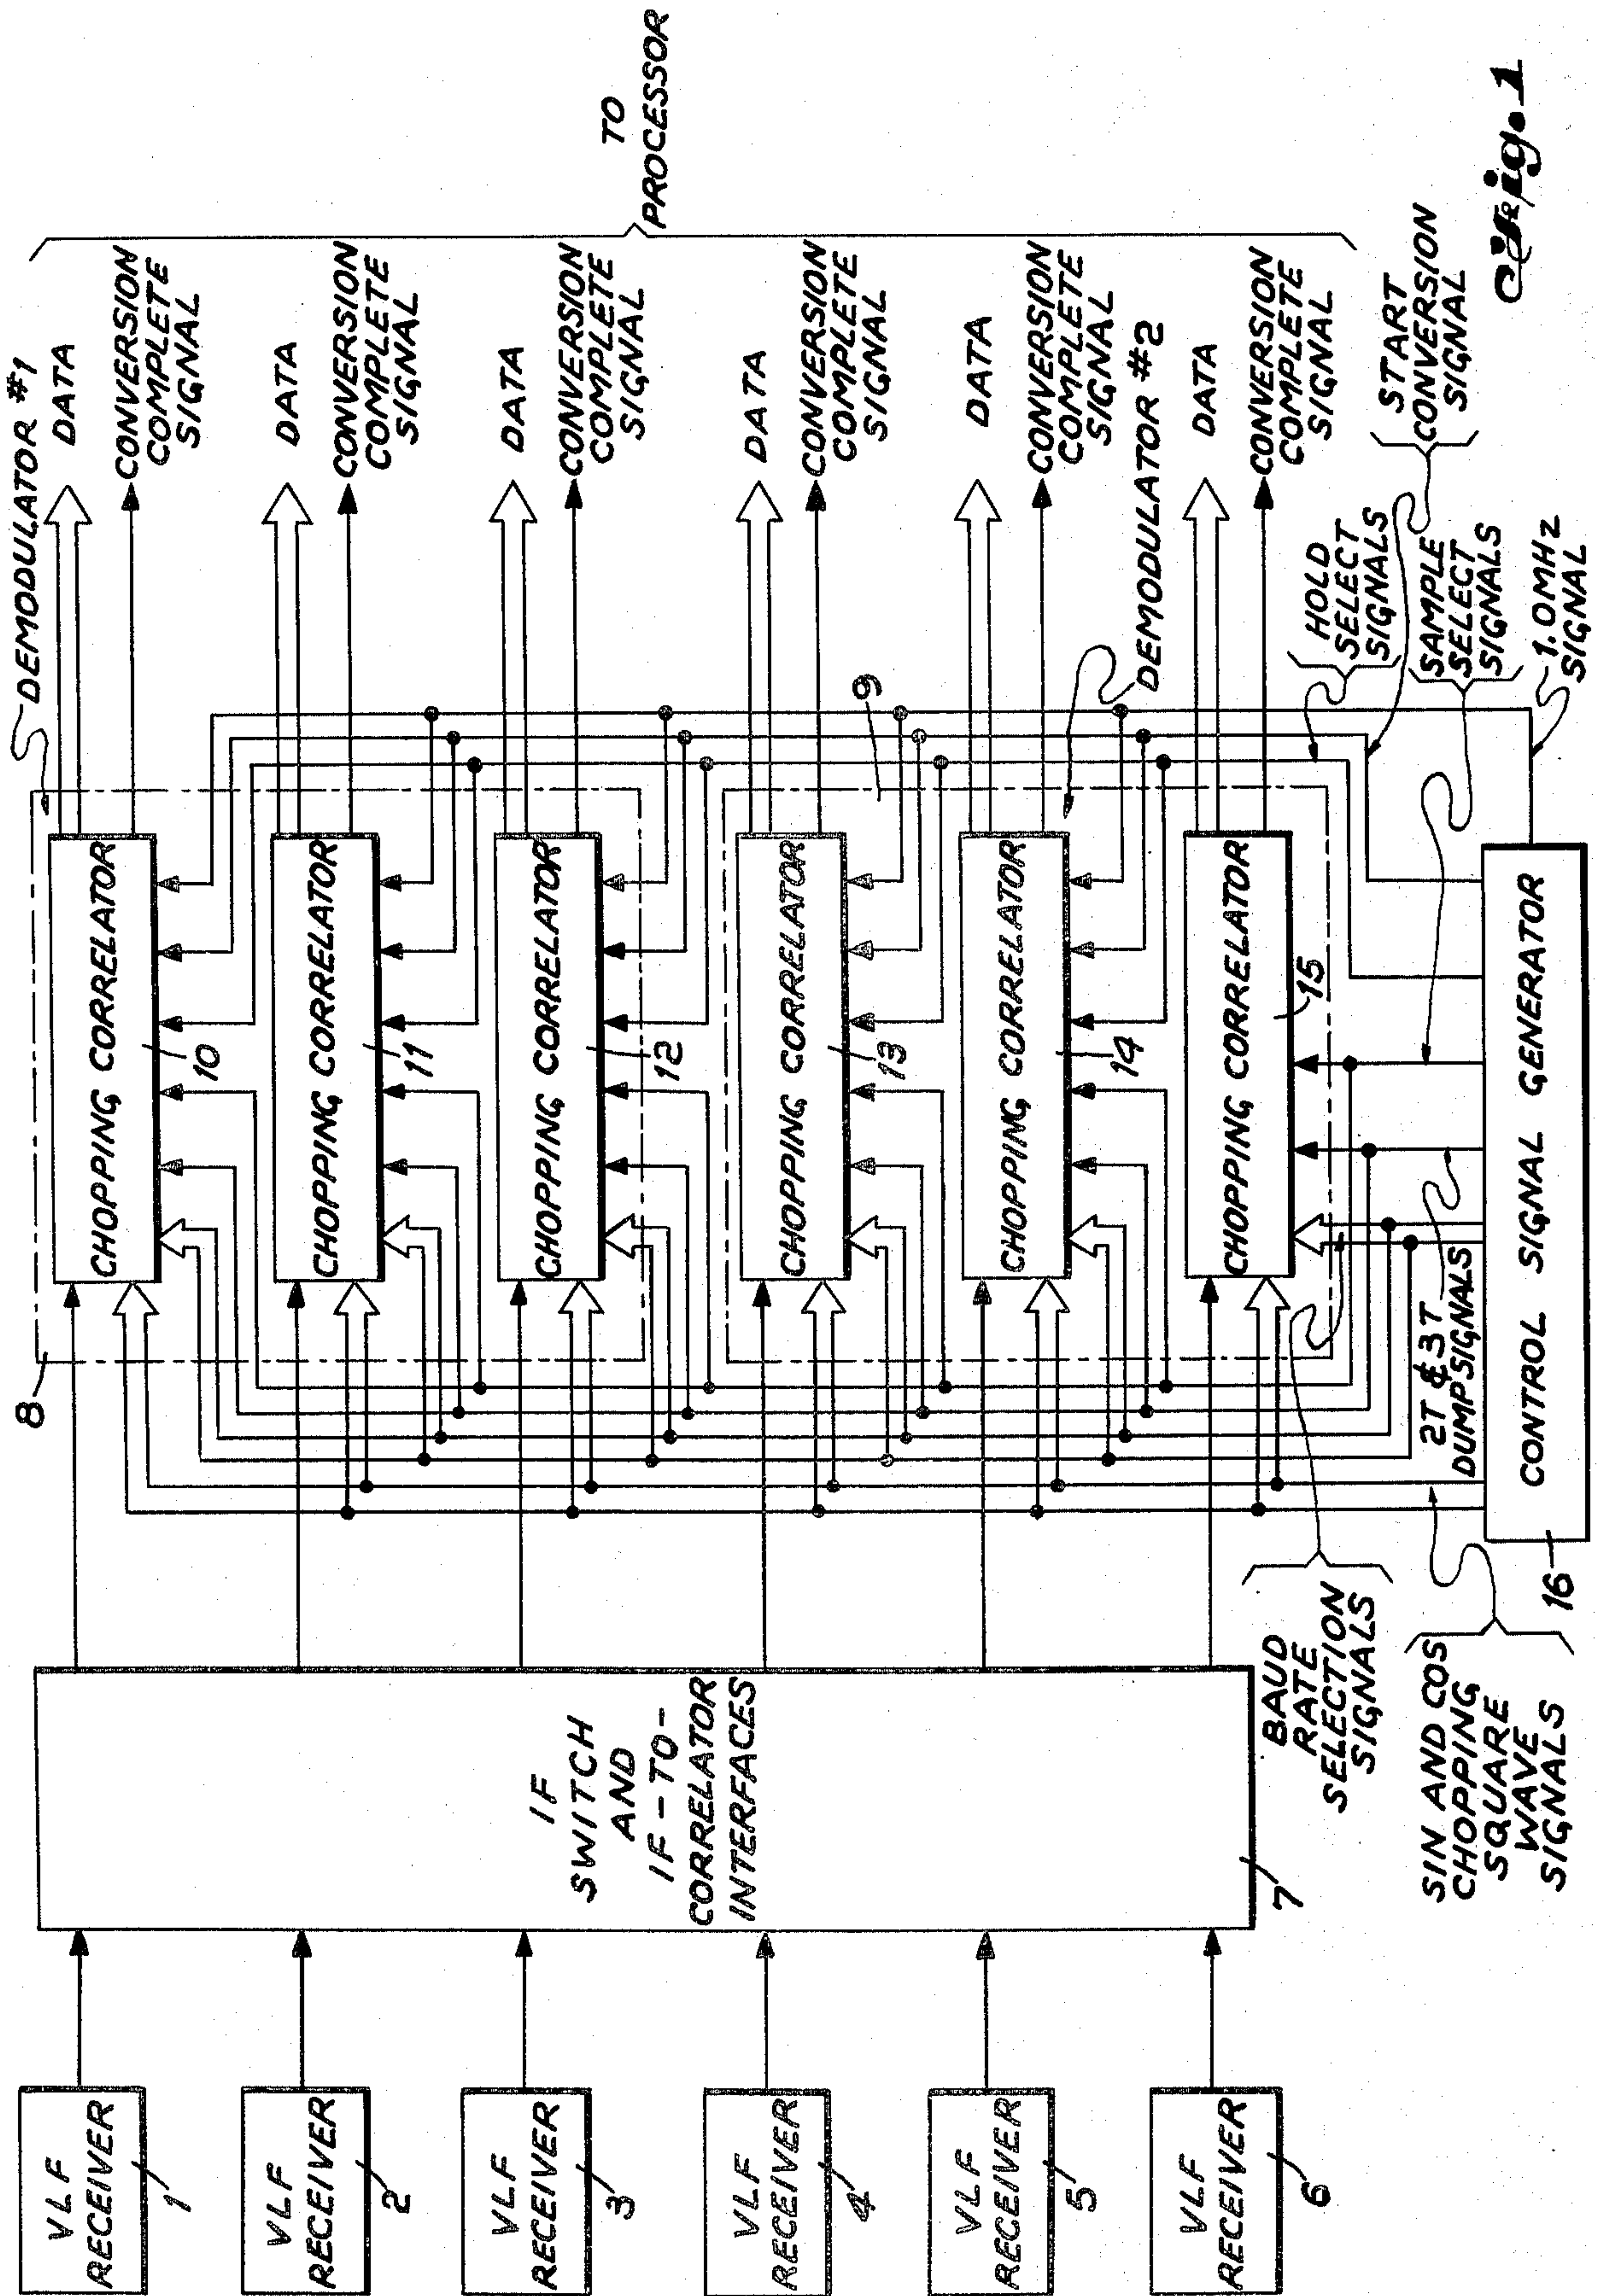 VLF
RECEIVER
1
VLF
RECEIVER
2
VLF
RECEIVER
3
VLF
RECEIVER
4
VLF
RECEIVER
5
VLF
RECEIVER
6
IF
SWITCH
AND
IF-TO-
CORRELATOR
INTERFACES
7
8
DEMODULATOR #1
CHOPPING CORRELATOR
10
DATA
CONVERSION
COMPLETE
SIGNAL
CHOPPING CORRELATOR
11
DATA
CONVERSION
COMPLETE
SIGNAL
CHOPPING CORRELATOR
12
DATA
CONVERSION
COMPLETE
SIGNAL
9
CHOPPING CORRELATOR
13
DATA
CONVERSION
COMPLETE
SIGNAL
CHOPPING CORRELATOR
14
DATA
CONVERSION
COMPLETE
SIGNAL
DEMODULATOR #2
CHOPPING CORRELATOR
15
DATA
CONVERSION
COMPLETE
SIGNAL
TO
PROCESSOR
BAUD
RATE
SELECTION
SIGNALS
SIN AND COS
CHOPPING
SQUARE
WAVE
SIGNALS
2T & 3T
DUMP SIGNALS
HOLD
SELECT
SIGNALS
START
CONVERSION
SIGNAL
SAMPLE
SELECT
SIGNALS
1.0MHz
SIGNAL
CONTROL SIGNAL GENERATOR
16
Fig. 1